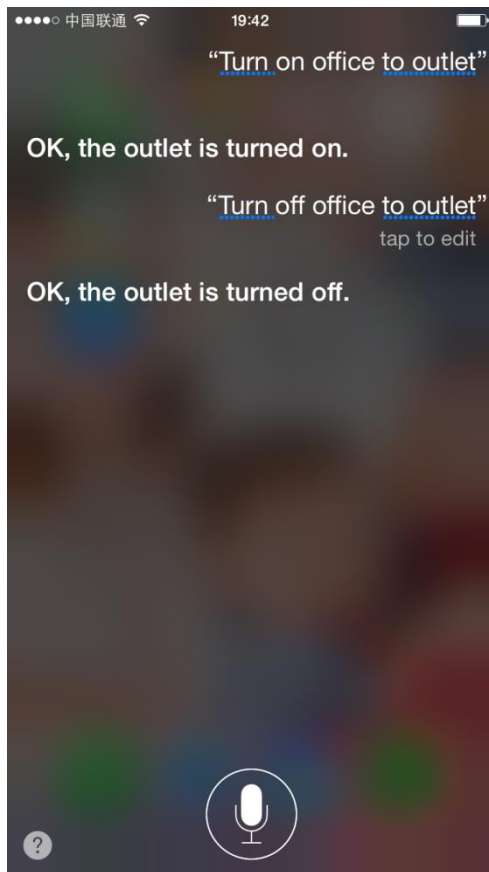 中国联通 19:42
“Turn on office to outlet”
OK, the outlet is turned on.
“Turn off office to outlet”
tap to edit
OK, the outlet is turned off.
?